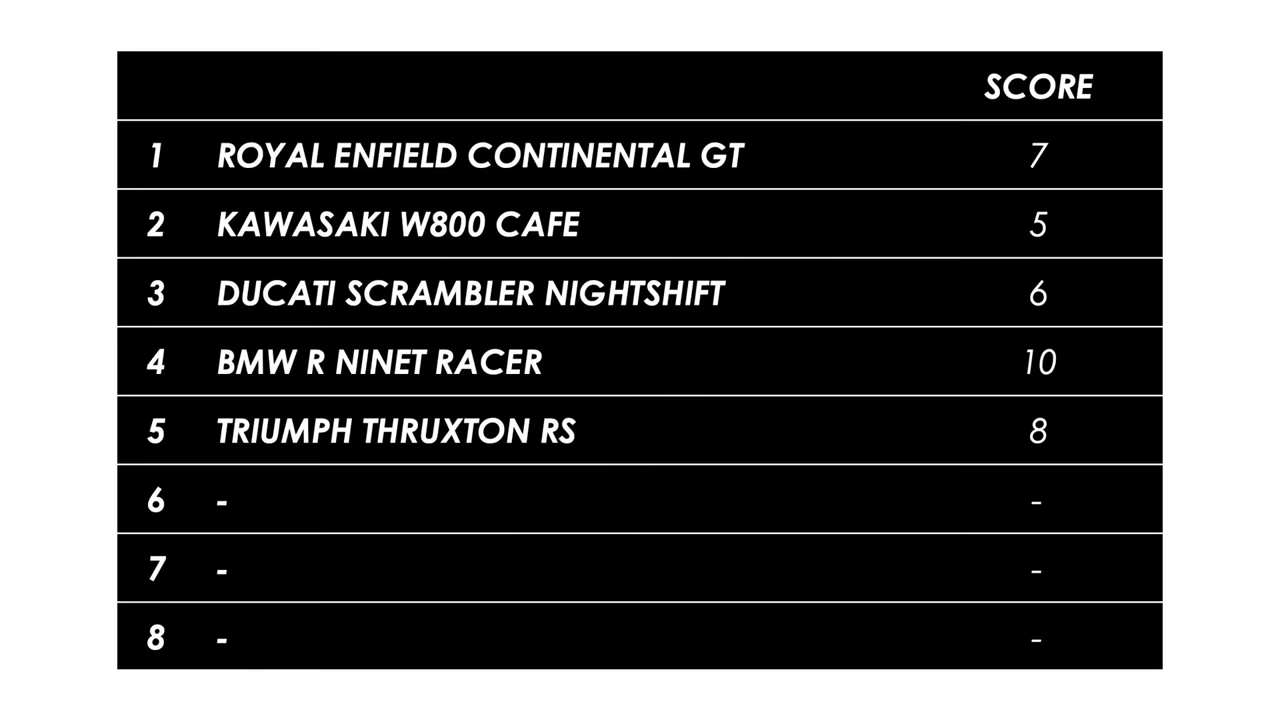 SCORE
1 ROYAL ENFIELD CONTINENTAL GT 7
2 KAWASAKI W800 CAFE 5
3 DUCATI SCRAMBLER NIGHTSHIFT 6
4 BMW R NINET RACER 10
5 TRIUMPH THRUXTON RS 8
6 - -
7 - -
8 - -